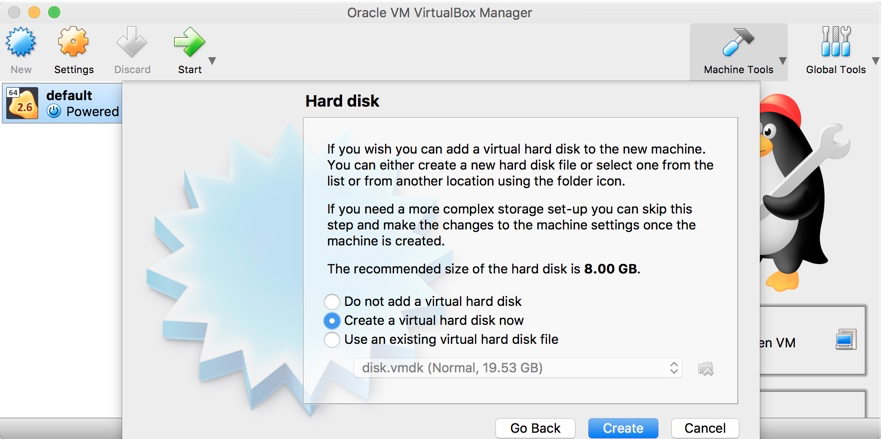 Oracle VM VirtualBox Manager
New
Settings
Discard
Start
Machine Tools
Global Tools
64
2.6
default
Powered
Hard disk
If you wish you can add a virtual hard disk to the new machine.
You can either create a new hard disk file or select one from the
list or from another location using the folder icon.
If you need a more complex storage set-up you can skip this
step and make the changes to the machine settings once the
machine is created.
The recommended size of the hard disk is 8.00 GB.
Do not add a virtual hard disk
Create a virtual hard disk now
Use an existing virtual hard disk file
disk.vmdk (Normal, 19.53 GB)
en VM
Go Back
Create
Cancel